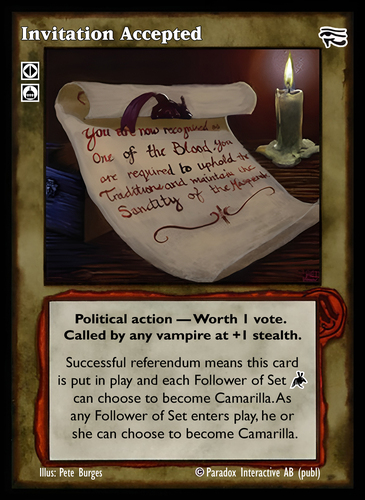 Invitation Accepted
You are now recognised as
One of the Blood. You
are required to uphold the
Traditions and maintain the
Sanctity of the Masquerade
Political action — Worth 1 vote.
Called by any vampire at +1 stealth.
Successful referendum means this card
is put in play and each Follower of Set
can choose to become Camarilla. As
any Follower of Set enters play, he or
she can choose to become Camarilla.
Illus: Pete Burges © Paradox Interactive AB (publ)